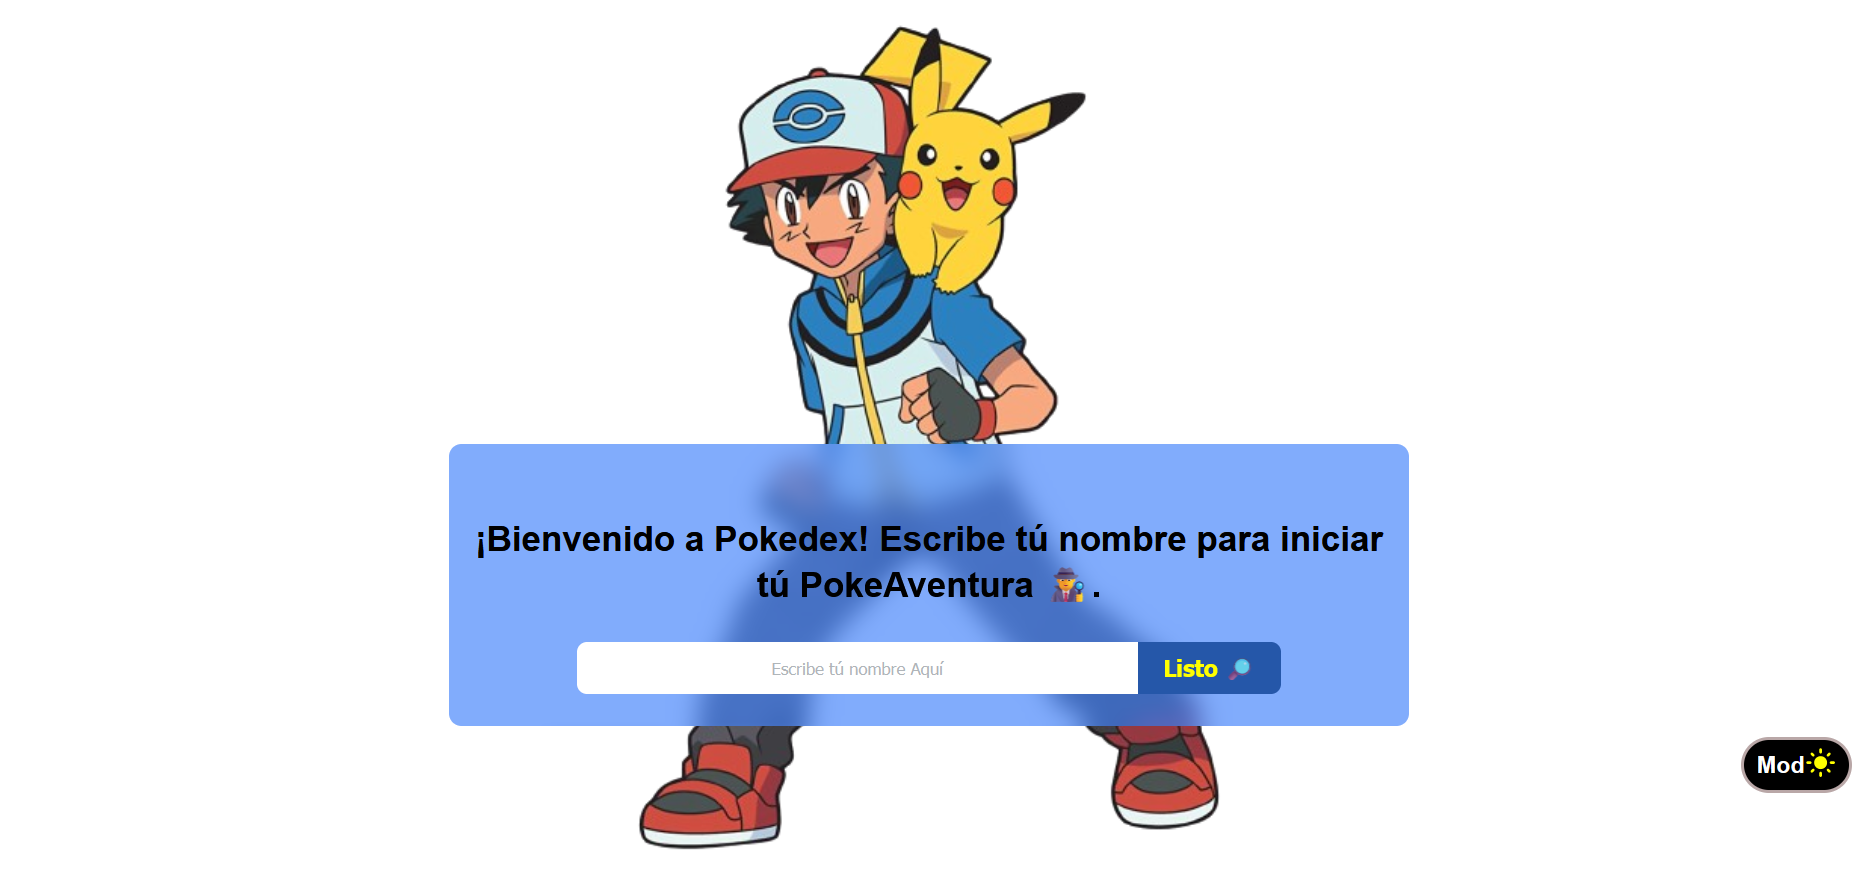 ¡Bienvenido a Pokedex! Escribe tú nombre para iniciar
tú PokeAventura 🕵️.
Escribe tú nombre Aquí
Listo 🔎
Mod☀